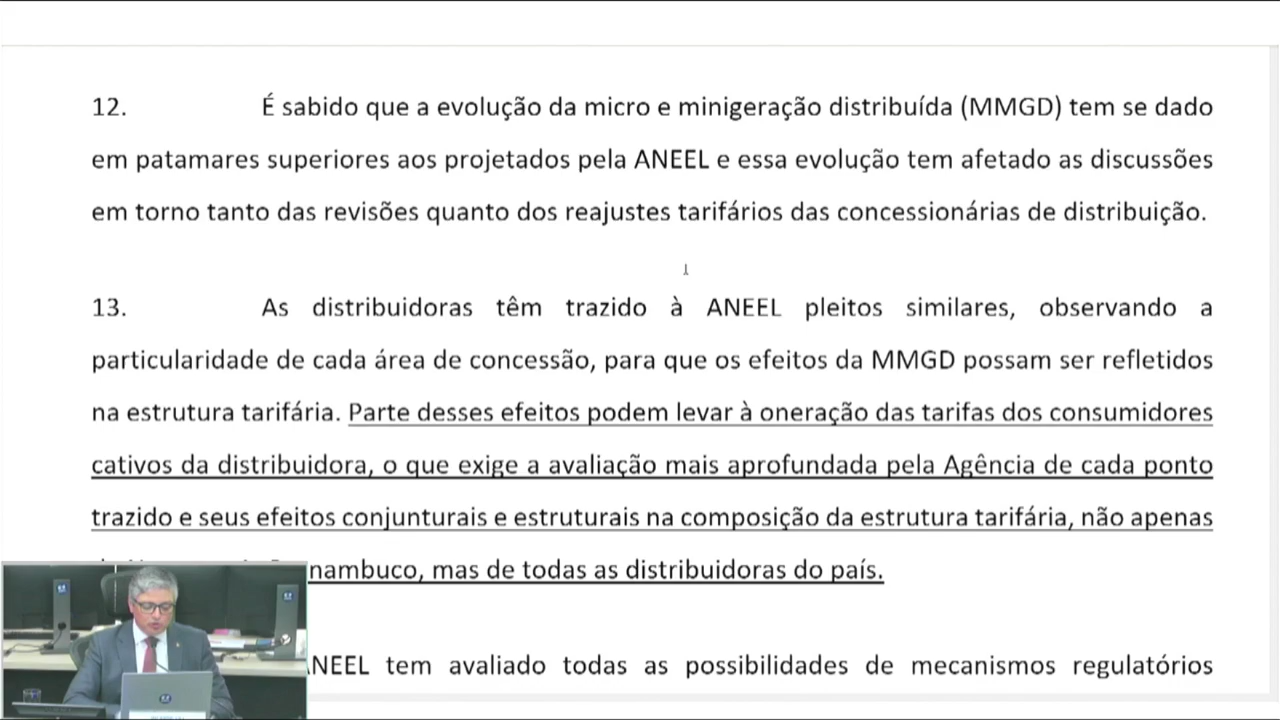 12. É sabido que a evolução da micro e minigeração distribuída (MMGD) tem se dado
em patamares superiores aos projetados pela ANEEL e essa evolução tem afetado as discussões
em torno tanto das revisões quanto dos reajustes tarifários das concessionárias de distribuição.
13. As distribuidoras têm trazido à ANEEL pleitos similares, observando a
particularidade de cada área de concessão, para que os efeitos da MMGD possam ser refletidos
na estrutura tarifária. Parte desses efeitos podem levar à oneração das tarifas dos consumidores
cativos da distribuidora, o que exige a avaliação mais aprofundada pela Agência de cada ponto
trazido e seus efeitos conjunturais e estruturais na composição da estrutura tarifária, não apenas
nambuco, mas de todas as distribuidoras do país.
ANEEL tem avaliado todas as possibilidades de mecanismos regulatórios